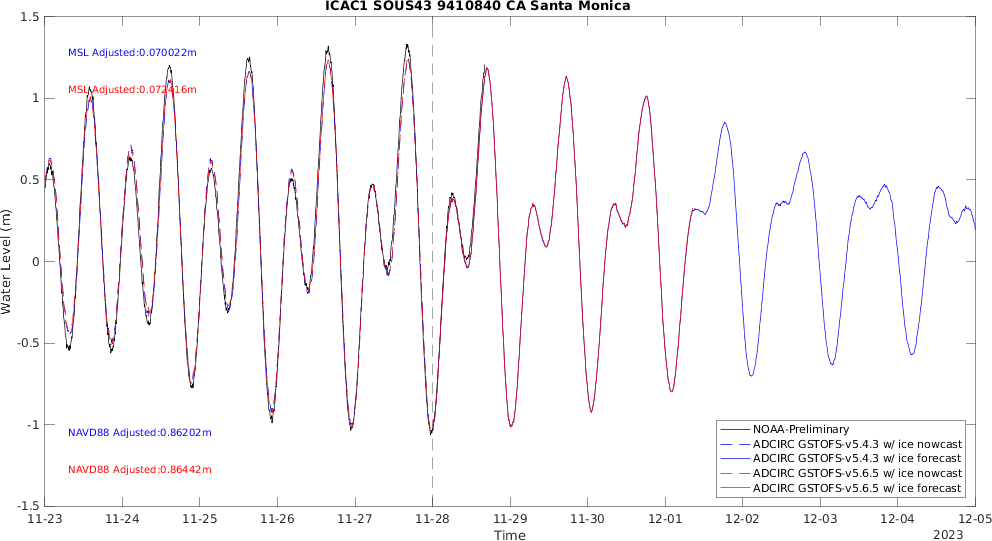 ICAC1 SOUS43 9410840 CA Santa Monica
1.5
1
0.5
0
-0.5
-1
-1.5
Water Level (m)
MSL Adjusted:0.070022m
MSL Adjusted:0.072416m
NAVD88 Adjusted:0.86202m
NAVD88 Adjusted:0.86442m
NOAA-Preliminary
ADCIRC GSTOFS-v5.4.3 w/ ice nowcast
ADCIRC GSTOFS-v5.4.3 w/ ice forecast
ADCIRC GSTOFS-v5.6.5 w/ ice nowcast
ADCIRC GSTOFS-v5.6.5 w/ ice forecast
11-23 11-24 11-25 11-26 11-27 11-28 11-29 11-30 12-01 12-02 12-03 12-04 12-05
Time
2023